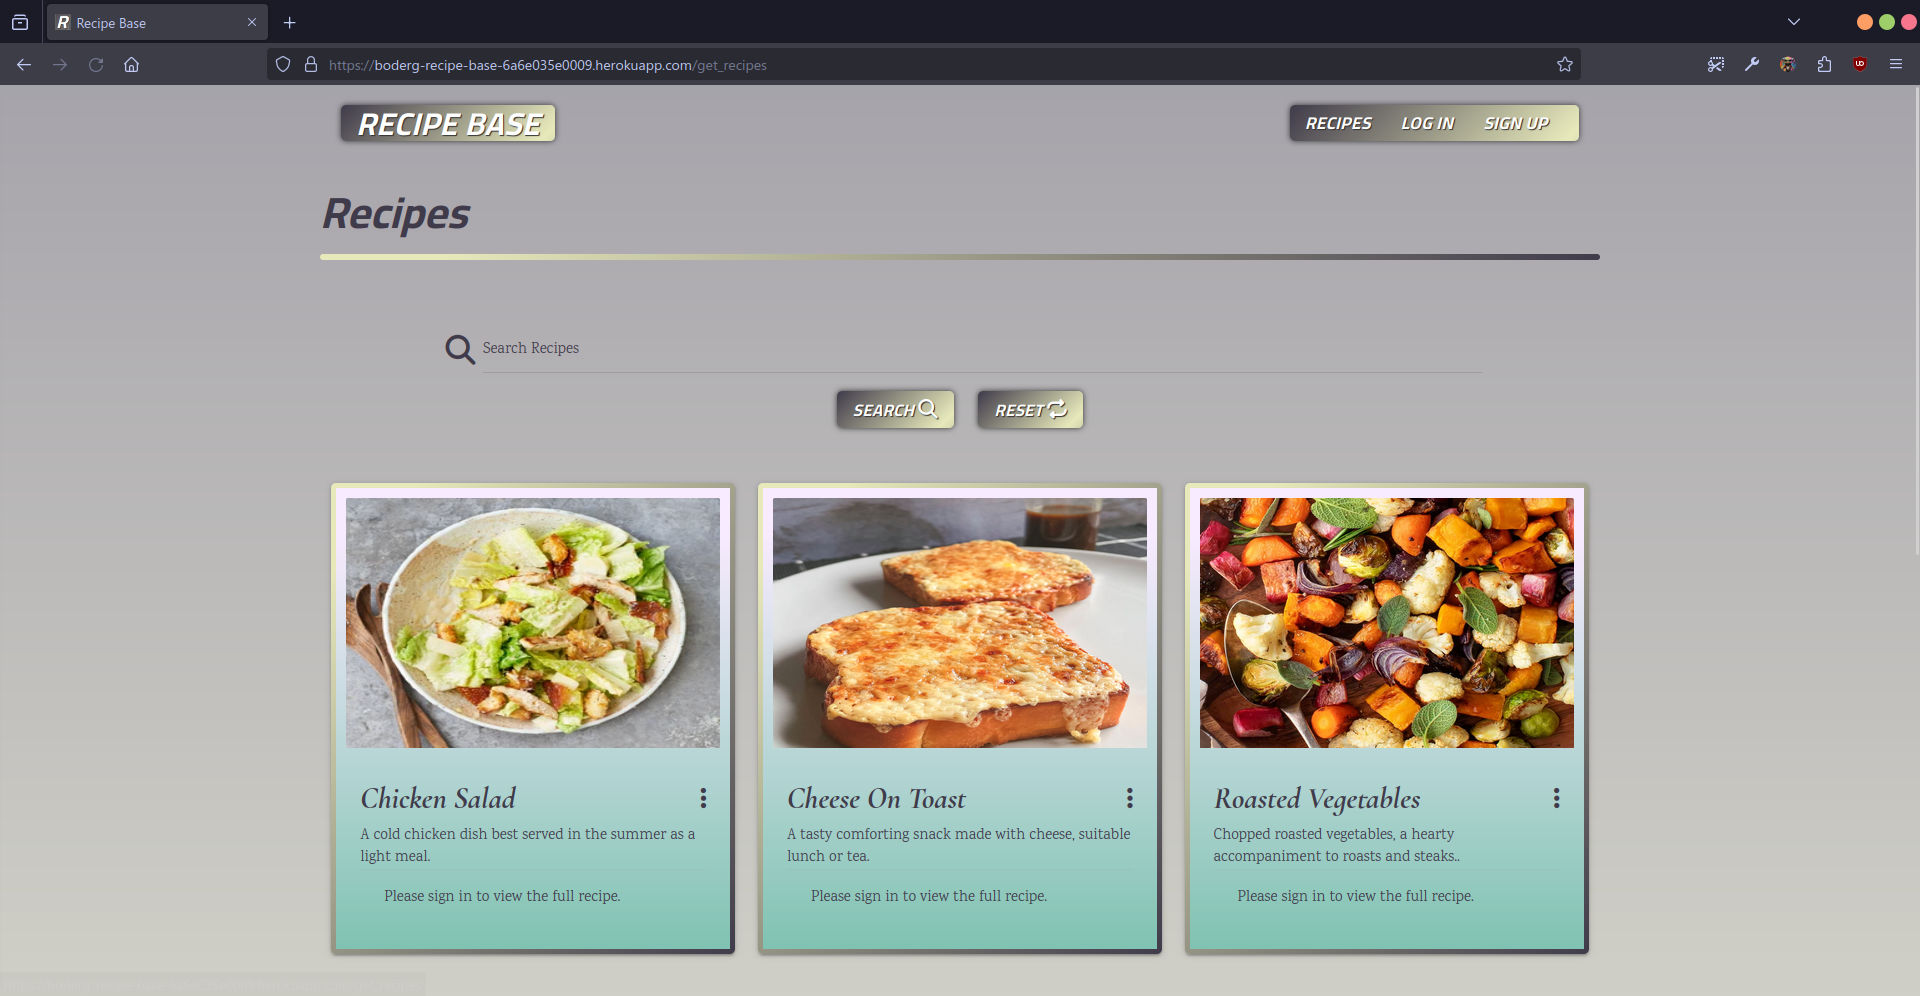 Recipe Base
https://boderg-recipe-base-6a6e035e0009.herokuapp.com/get_recipes
RECIPE BASE
RECIPES LOG IN SIGN UP
Recipes
Search Recipes
SEARCH RESET
Chicken Salad
A cold chicken dish best served in the summer as a
light meal.
Please sign in to view the full recipe.
Cheese On Toast
A tasty comforting snack made with cheese, suitable
lunch or tea.
Please sign in to view the full recipe.
Roasted Vegetables
Chopped roasted vegetables, a hearty
accompaniment to roasts and steaks..
Please sign in to view the full recipe.